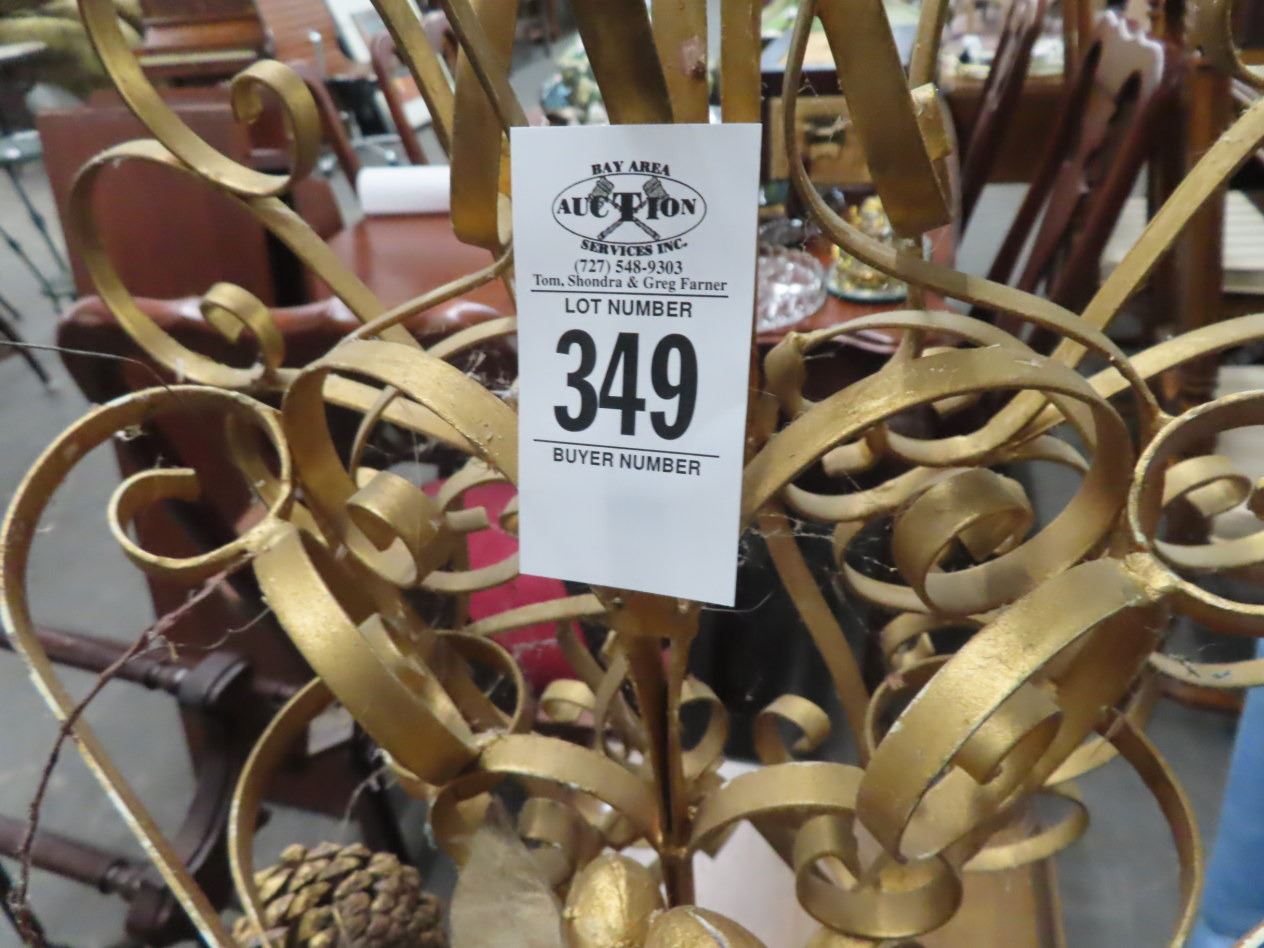 BAY AREA
AUCTION
SERVICES INC.
(727) 548-9303
Tom, Shondra & Greg Farner
LOT NUMBER
349
BUYER NUMBER